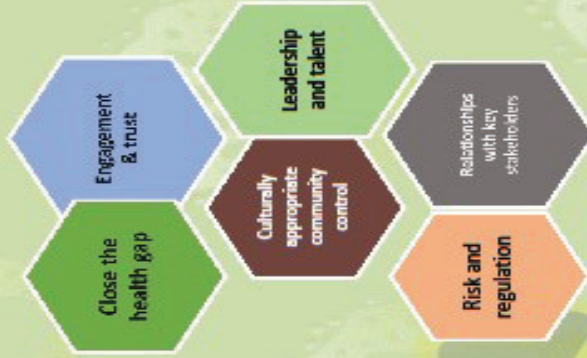 Close the
health gap
Engagement
& trust
Culturally
appropriate
community
control
Leadership
and talent
Risk and
regulation
Relationships
with key
stakeholders